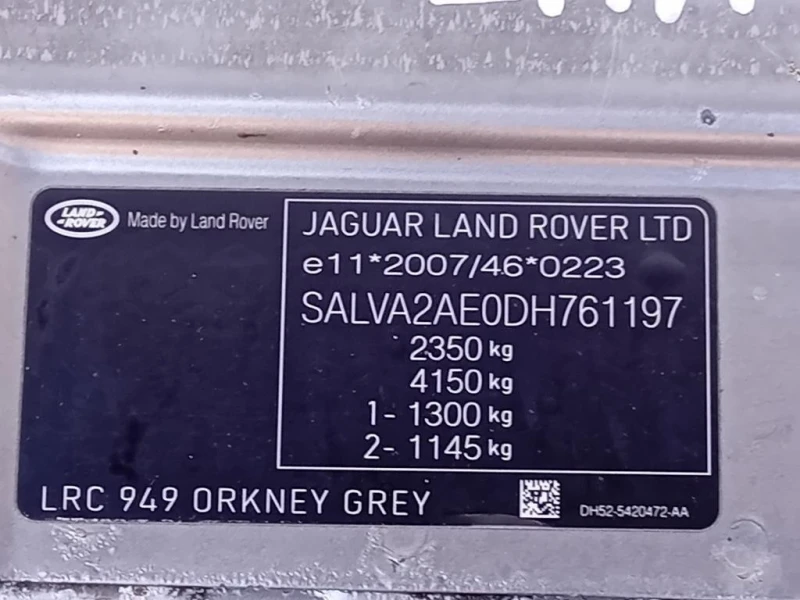 LAND-
-ROVER
Made by Land Rover
JAGUAR LAND ROVER LTD
e11*2007/46*0223
SALVA2AE0DH761197
2350 kg
4150 kg
1- 1300 kg
2- 1145 kg
LRC 949 ORKNEY GREY
DH52-5420472-AA